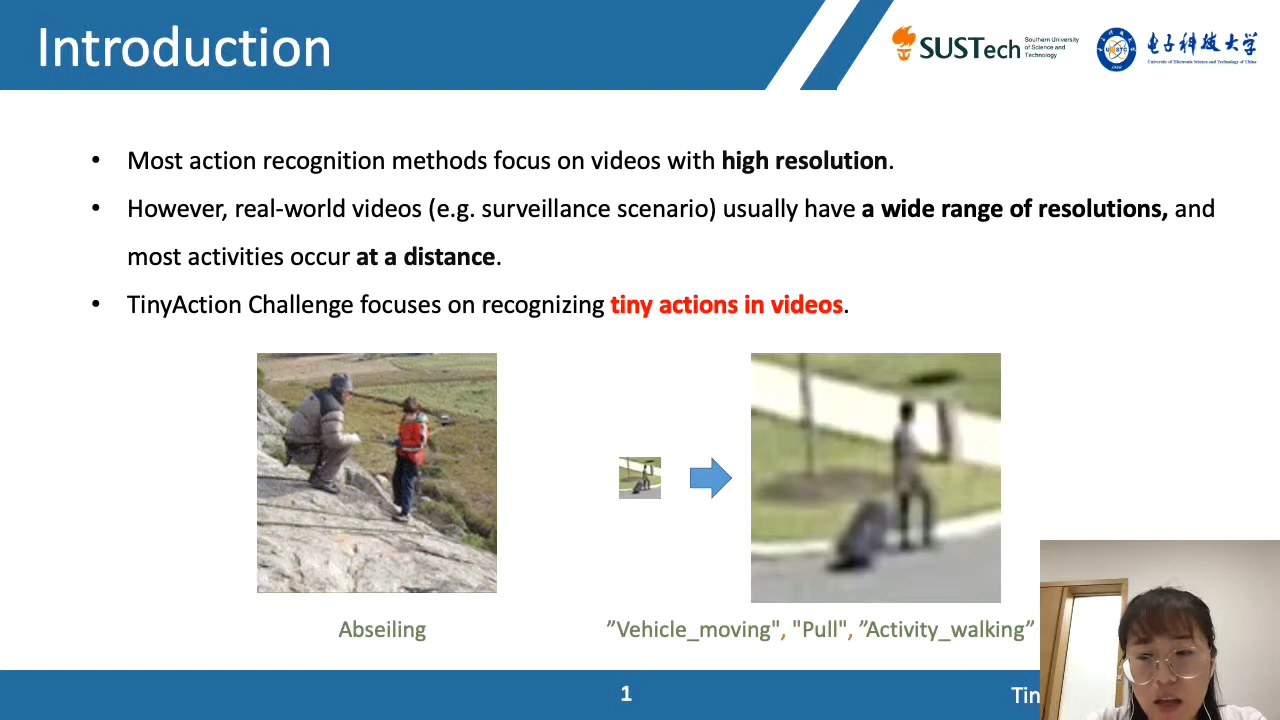 Introduction
SUSTech
Southern University
of Science and
Technology
电子科技大学
University of Electronic Science and Technology of China
• Most action recognition methods focus on videos with high resolution.
• However, real-world videos (e.g. surveillance scenario) usually have a wide range of resolutions, and
most activities occur at a distance.
• TinyAction Challenge focuses on recognizing tiny actions in videos.
Abseiling
”Vehicle_moving", "Pull", ”Activity_walking”
1
Tin